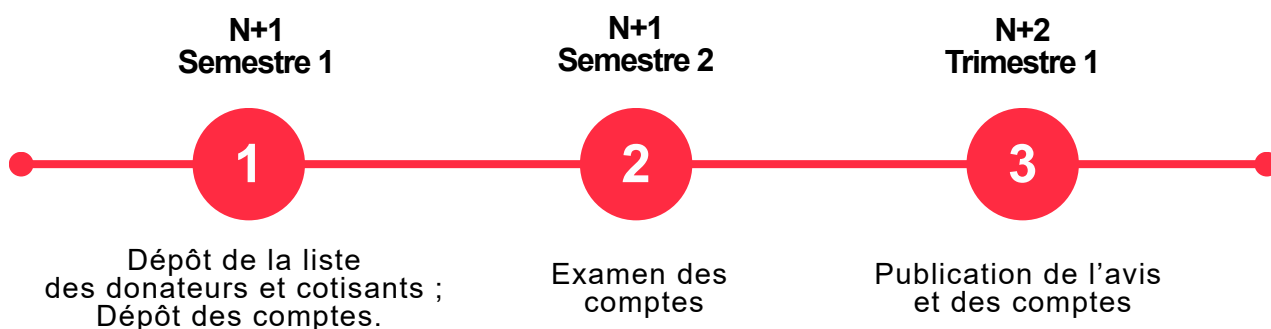 N+1
Semestre 1
N+1
Semestre 2
N+2
Trimestre 1
1
2
3
Dépôt de la liste
des donateurs et cotisants ;
Dépôt des comptes.
Examen des
comptes
Publication de l’avis
et des comptes